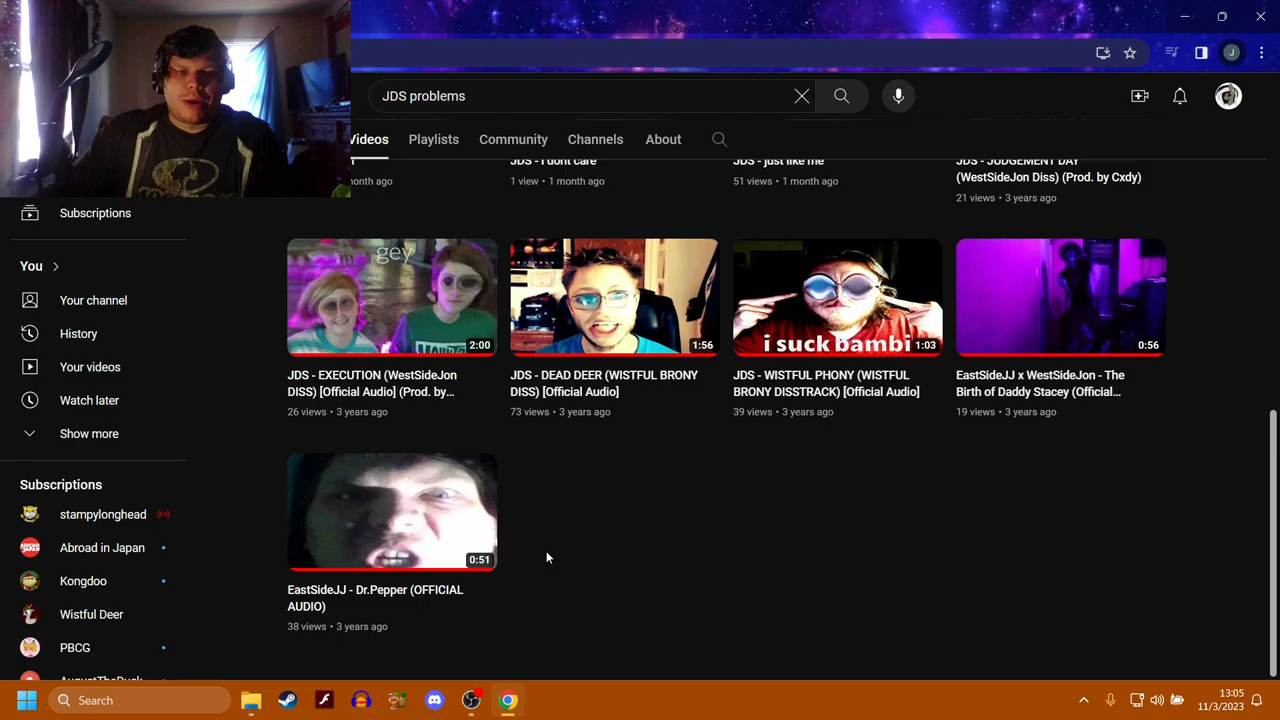 JDS problems
J
Videos
Playlists
Community
Channels
About
month ago
JDS - I dont care
1 view • 1 month ago
JDS - just like me
51 views • 1 month ago
JDS - JUDGEMENT DAY
(WestSideJon Diss) (Prod. by Cxdy)
21 views • 3 years ago
Subscriptions
You
Your channel
History
Your videos
Watch later
Show more
Subscriptions
stampylonghead
Abroad in Japan
Kongdoo
Wistful Deer
PBCG
AugustTheDuck
gey
2:00
JDS - EXECUTION (WestSideJon
DISS) [Official Audio] (Prod. by...
26 views • 3 years ago
1:56
JDS - DEAD DEER (WISTFUL BRONY
DISS) [Official Audio]
73 views • 3 years ago
i suck bambi
1:03
JDS - WISTFUL PHONY (WISTFUL
BRONY DISSTRACK) [Official Audio]
39 views • 3 years ago
0:56
EastSideJJ x WestSideJon - The
Birth of Daddy Stacey (Official...
19 views • 3 years ago
0:51
EastSideJJ - Dr.Pepper (OFFICIAL
AUDIO)
38 views • 3 years ago
Search
13:05
11/3/2023